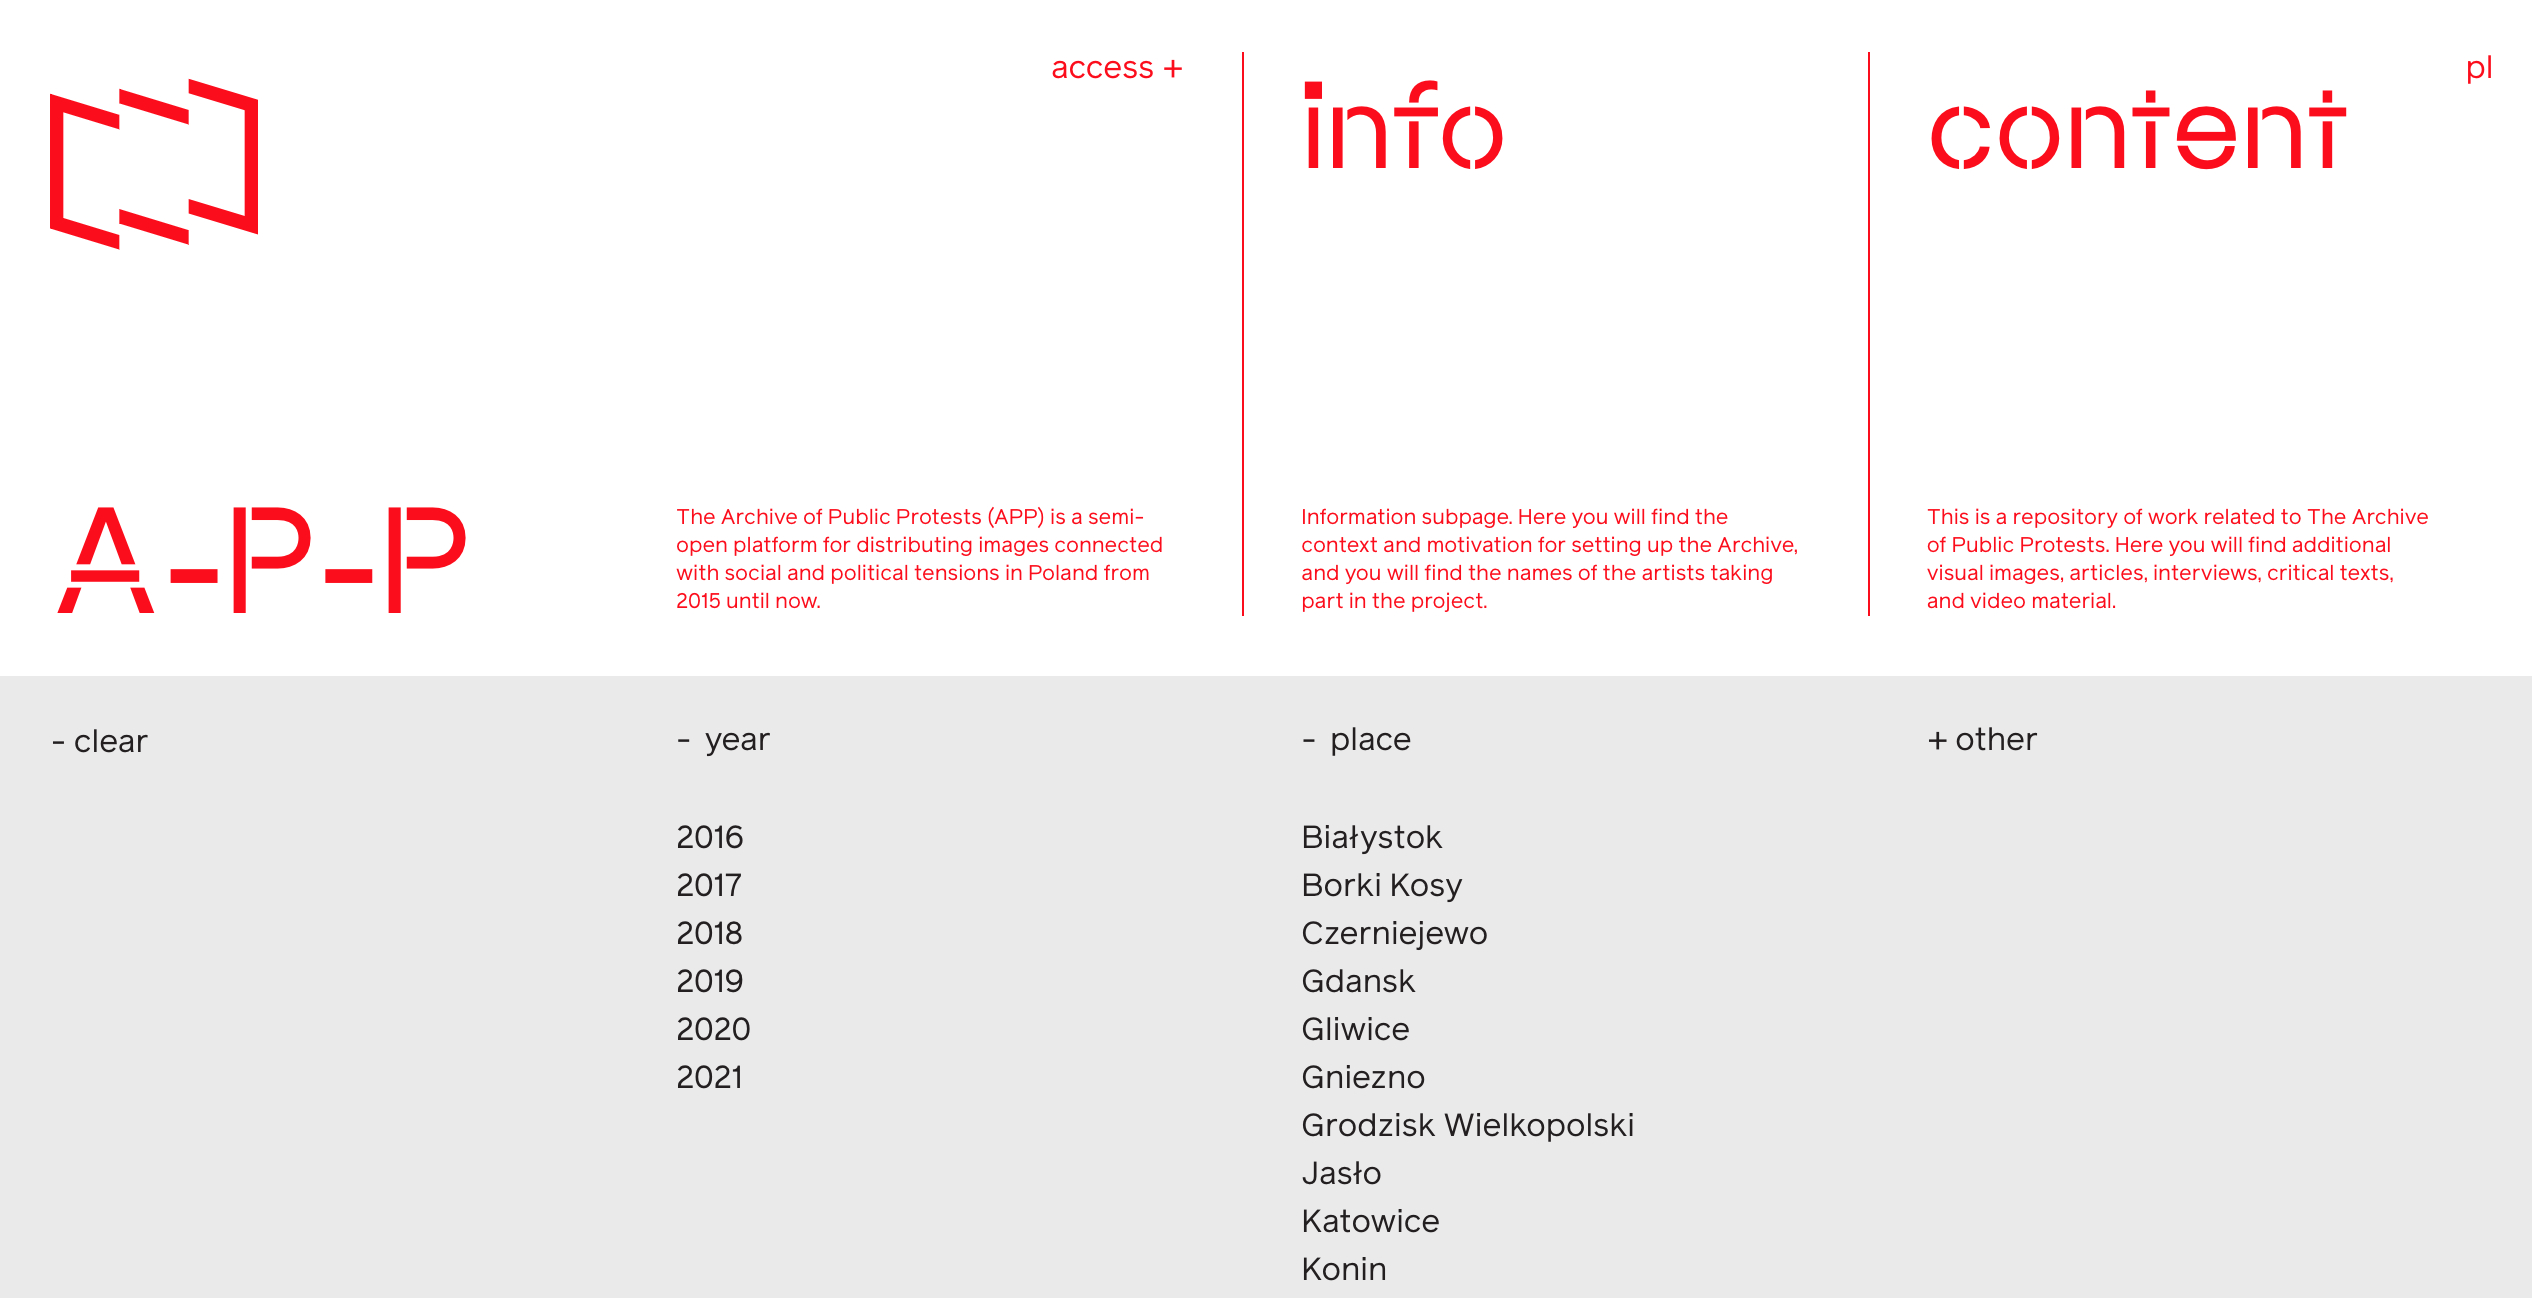 access +
info
content
pl
A-P-P
The Archive of Public Protests (APP) is a semi-
open platform for distributing images connected
with social and political tensions in Poland from
2015 until now.
Information subpage. Here you will find the
context and motivation for setting up the Archive,
and you will find the names of the artists taking
part in the project.
This is a repository of work related to The Archive
of Public Protests. Here you will find additional
visual images, articles, interviews, critical texts,
and video material.
- clear
- year
2016
2017
2018
2019
2020
2021
- place
Białystok
Borki Kosy
Czerniejewo
Gdansk
Gliwice
Gniezno
Grodzisk Wielkopolski
Jasło
Katowice
Konin
+ other